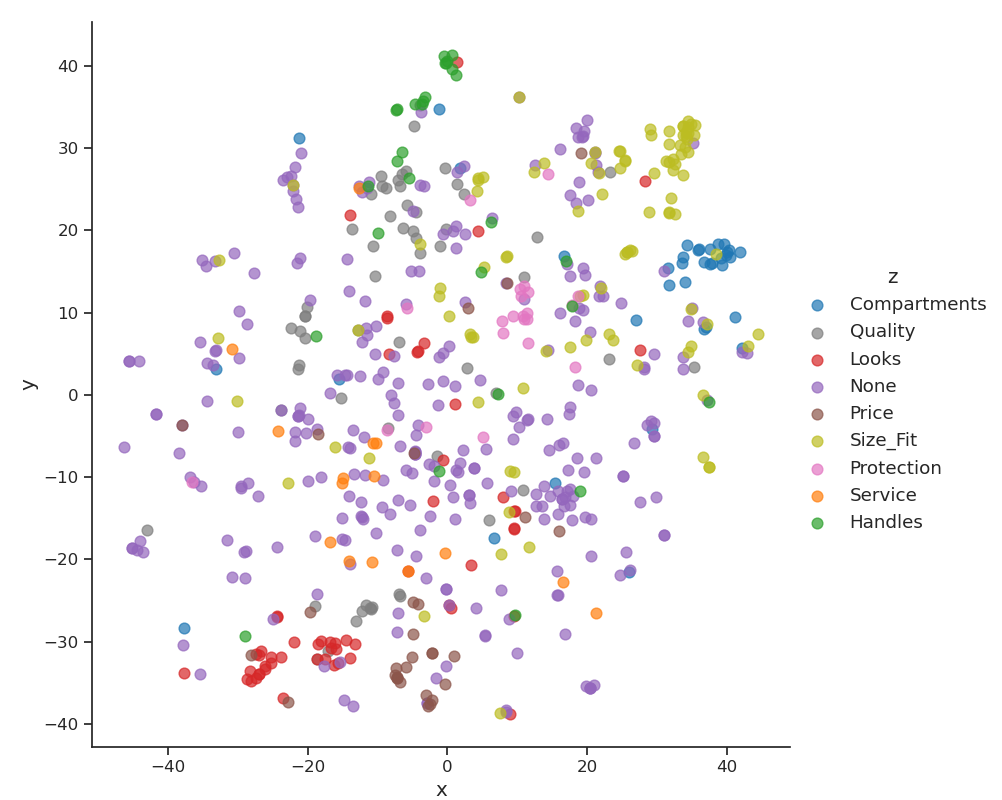 40
30
20
10
0
−10
−20
−30
−40
y
−40 −20 0 20 40
x
z
Compartments
Quality
Looks
None
Price
Size_Fit
Protection
Service
Handles